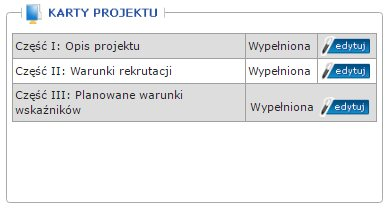 KARTY PROJEKTU
Część I: Opis projektu Wypełniona edytuj
Część II: Warunki rekrutacji Wypełniona edytuj
Część III: Planowane warunki
wskaźników Wypełniona edytuj